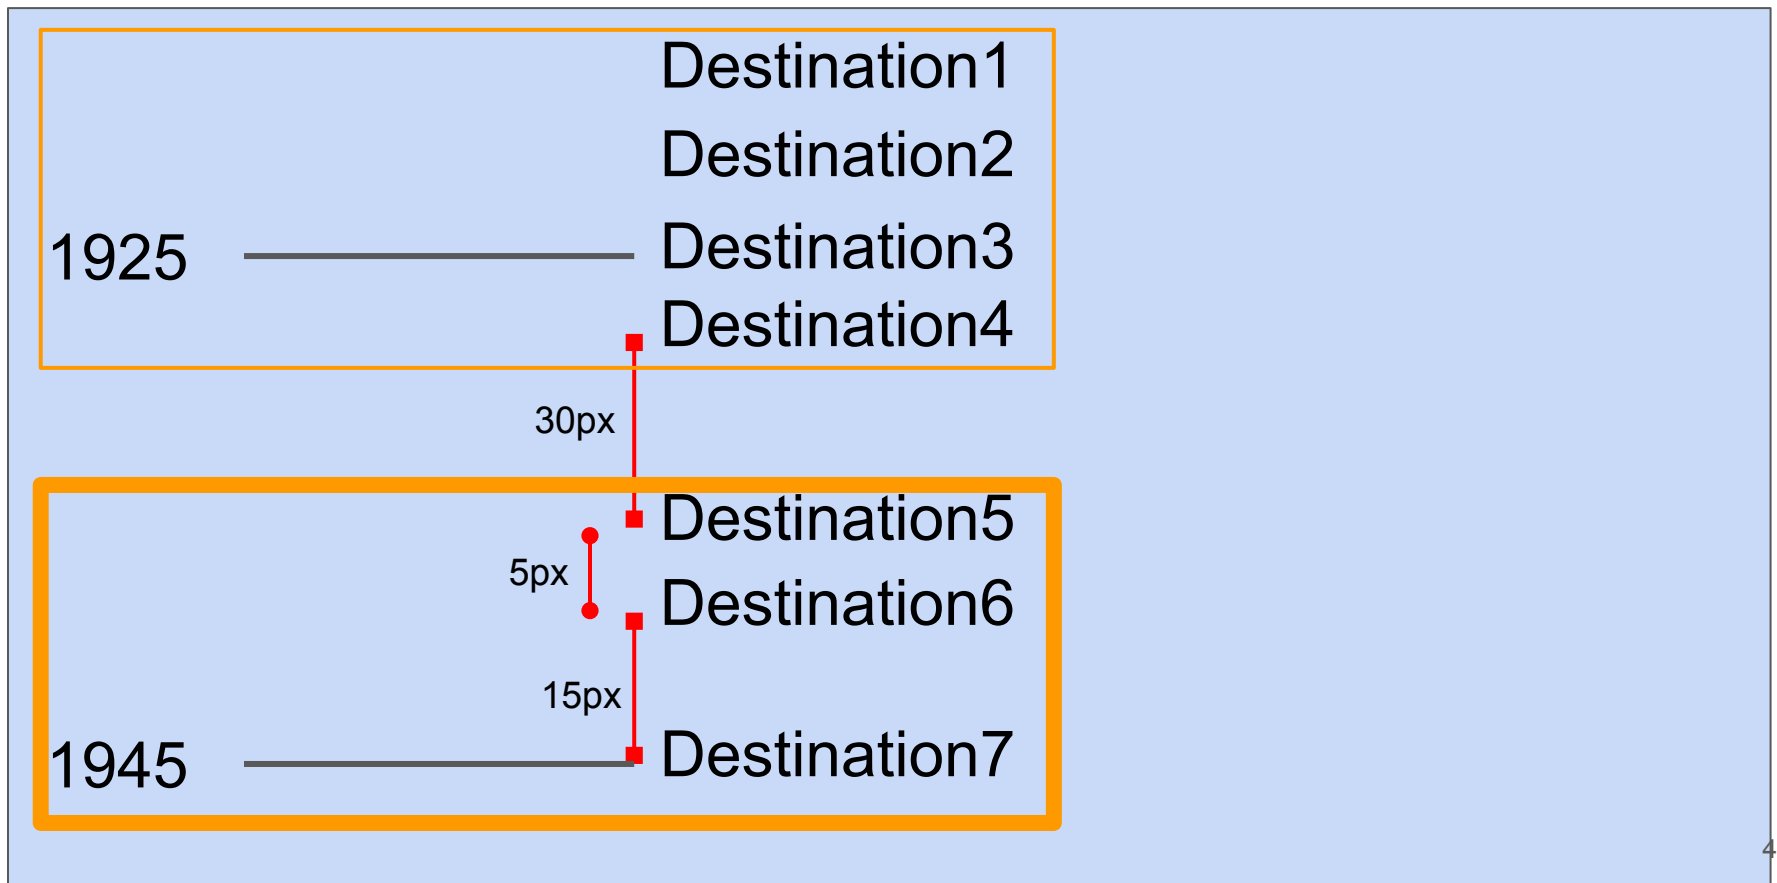 Destination1
Destination2
1925 Destination3
Destination4
30px
Destination5
5px
Destination6
15px
1945 Destination7
4